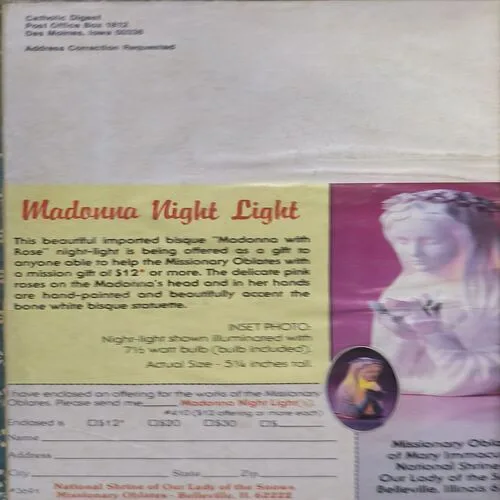 Catholic Digest
Post Office Box 1812
Des Moines, Iowa 50306
Address Correction Requested
Madonna Night Light
This beautiful imported bisque "Madonna with
Rose" night-light is being offered as a gift to
anyone able to help the Missionary Oblates with
a mission gift of $12* or more. The delicate pink
roses on the Madonna's head and in her hands
are hand-painted and beautifully accent the
bone white bisque statuette.
INSET PHOTO:
Night-light shown illuminated with
7½ watt bulb (bulb included).
Actual Size - 5¼ inches tall.
I have enclosed an offering for the works of the Missionary
Oblates. Please send me Madonna Night Light(s).
#410 ($12 offering or more each)
Enclosed is □$12* □$20 □$30 □$
Name
Address
City State Zip
National Shrine of Our Lady of the Snows
Missionary Oblates - Belleville, IL 62222
Missionary Obl
of Mary Immac
National Shrin
Our Lady of the S
Belleville, Illinois